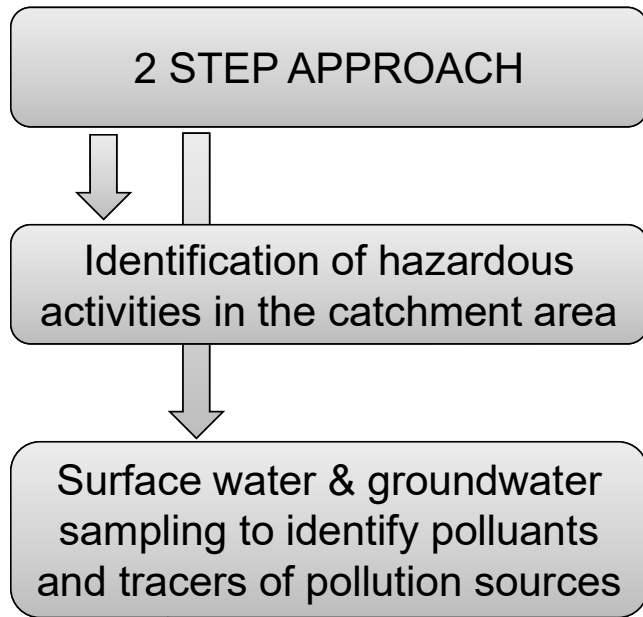 2 STEP APPROACH
Identification of hazardous
activities in the catchment area
Surface water & groundwater
sampling to identify polluants
and tracers of pollution sources